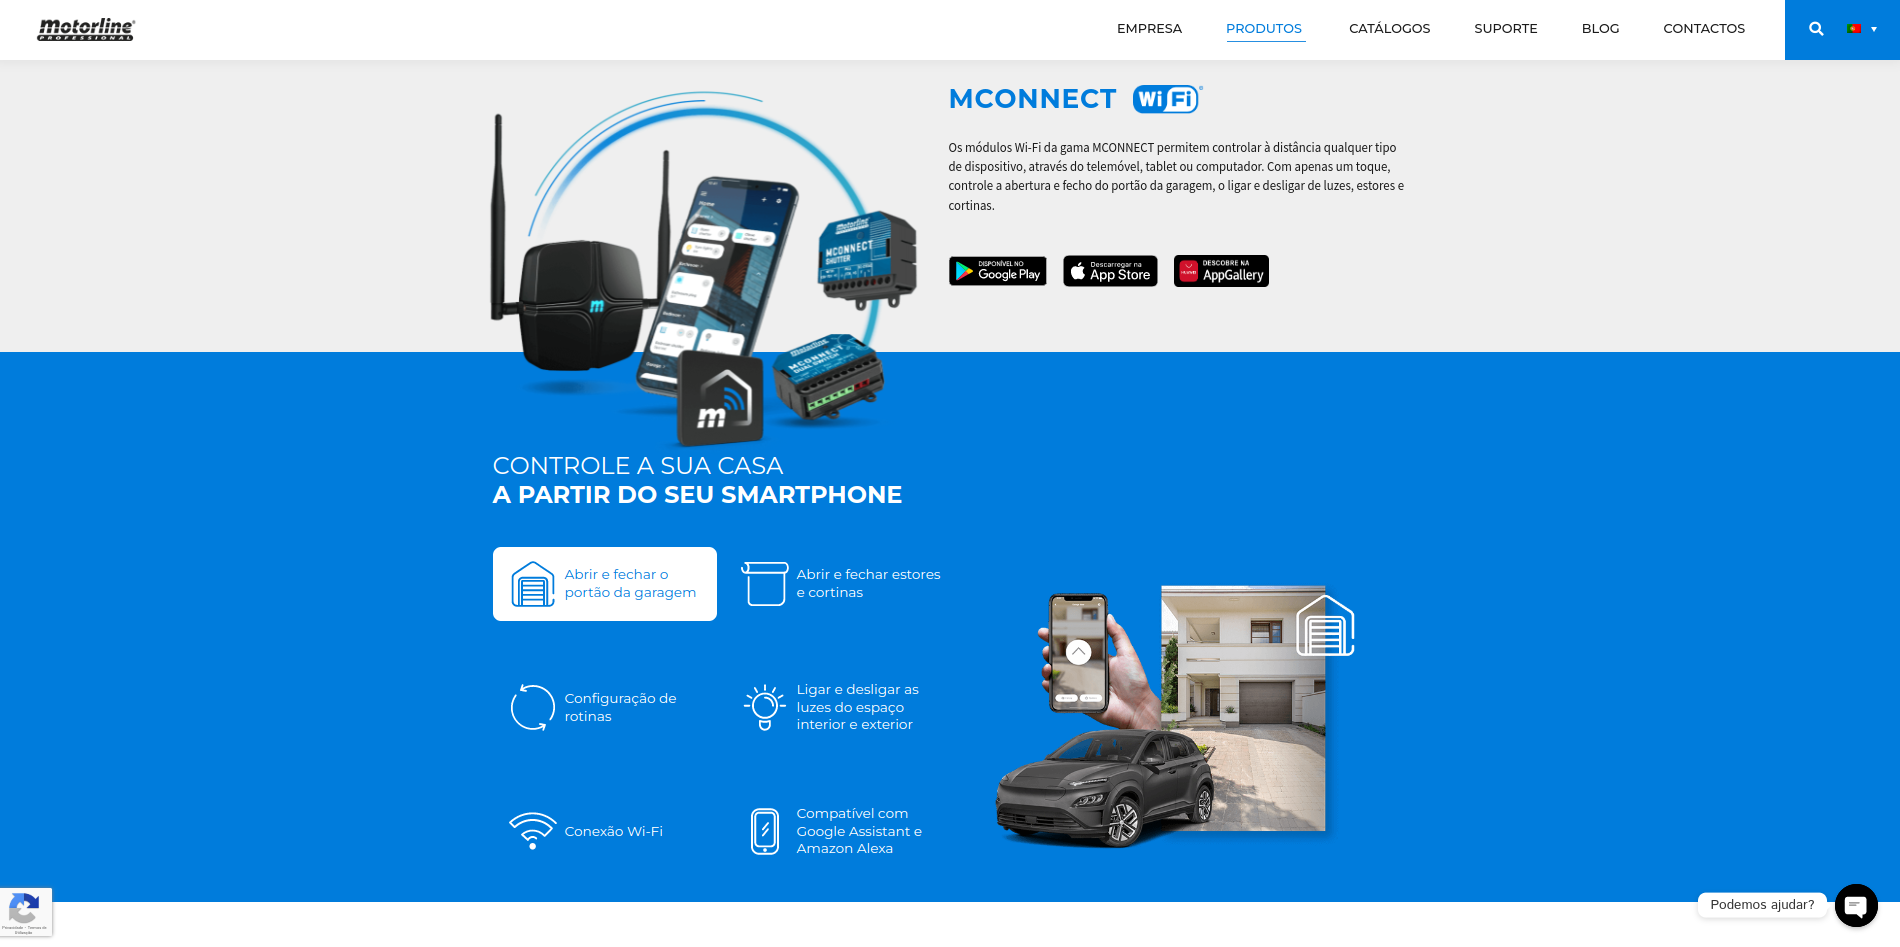 motorline
PROFESSIONAL
EMPRESA
PRODUTOS
CATÁLOGOS
SUPORTE
BLOG
CONTACTOS
MCONNECT WiFi
Os módulos Wi-Fi da gama MCONNECT permitem controlar à distância qualquer tipo
de dispositivo, através do telemóvel, tablet ou computador. Com apenas um toque,
controle a abertura e fecho do portão da garagem, o ligar e desligar de luzes, estores e
cortinas.
DISPONÍVEL NO
Google Play
Descarregar na
App Store
DESCOBRE NA
AppGallery
Home
motorline
MCONNECT
SHUTTER
motorline
MCONNECT
DUAL SWITCH
m
m
CONTROLE A SUA CASA
A PARTIR DO SEU SMARTPHONE
Abrir e fechar o
portão da garagem
Abrir e fechar estores
e cortinas
Configuração de
rotinas
Ligar e desligar as
luzes do espaço
interior e exterior
Conexão Wi-Fi
Compatível com
Google Assistant e
Amazon Alexa
Privacidade - Termos de
Utilização
Podemos ajudar?